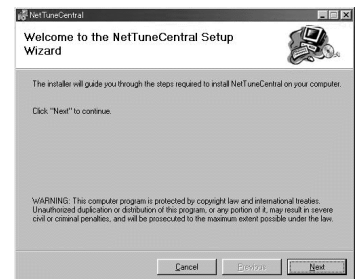 NetTuneCentral
Welcome to the NetTuneCentral Setup
Wizard
The installer will guide you through the steps required to install NetTuneCentral on your computer.
Click "Next" to continue.
WARNING: This computer program is protected by copyright law and international treaties.
Unauthorized duplication or distribution of this program, or any portion of it, may result in severe
civil or criminal penalties, and will be prosecuted to the maximum extent possible under the law.
Cancel
Previous
Next